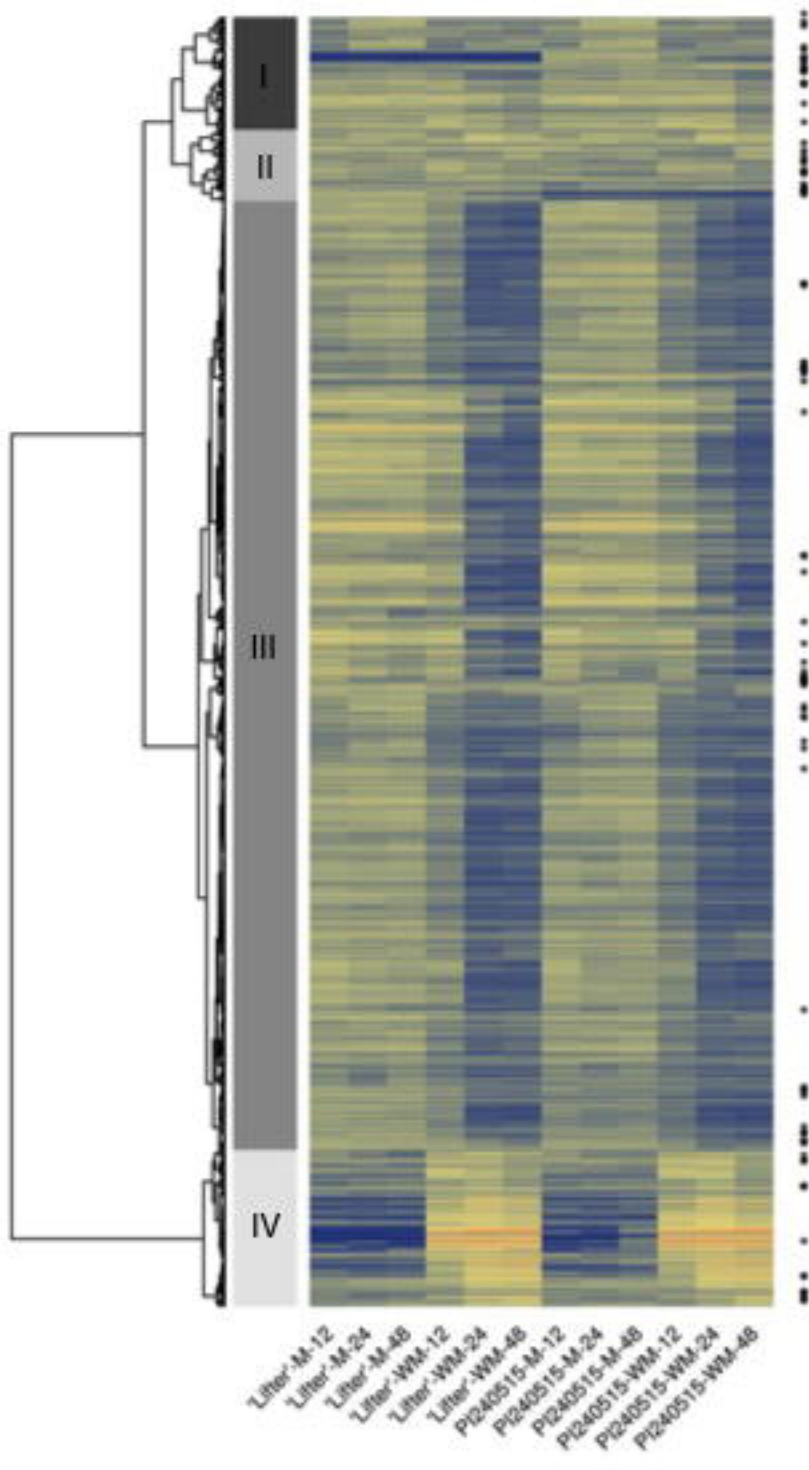 I
II
III
IV
'Lifter'-M-12
'Lifter'-M-24
'Lifter'-M-48
'Lifter'-WM-12
'Lifter'-WM-24
'Lifter'-WM-48
PI240515-M-12
PI240515-M-24
PI240515-M-48
PI240515-WM-12
PI240515-WM-24
PI240515-WM-48